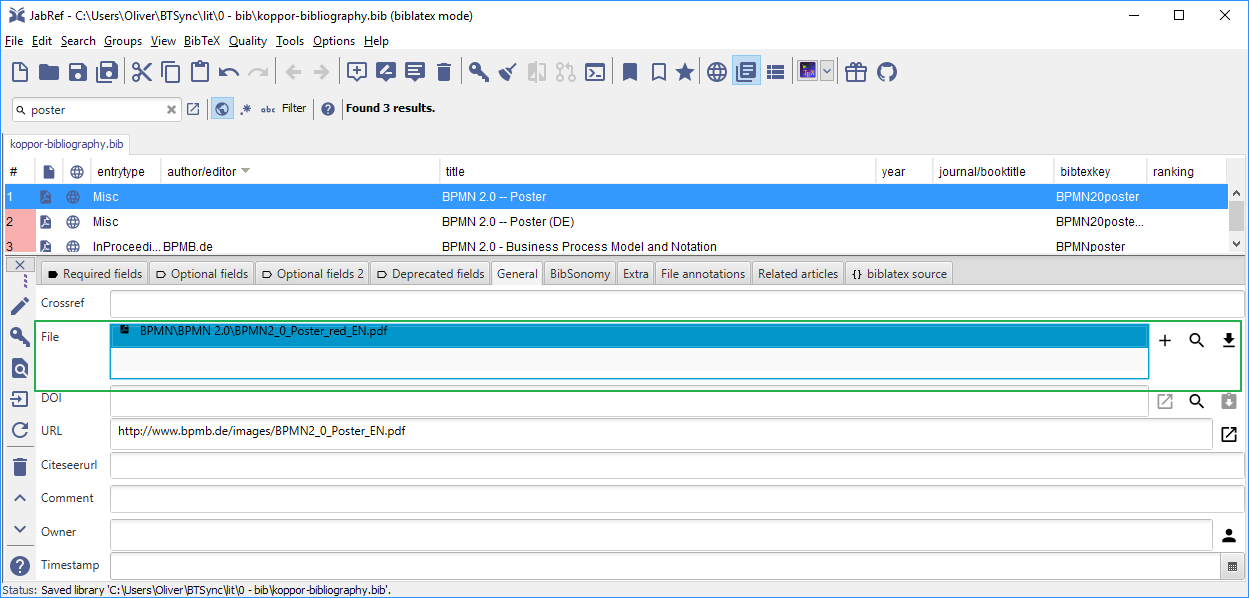 JabRef - C:\Users\Oliver\BTSync\lit\0 - bib\koppor-bibliography.bib (biblatex mode)
File Edit Search Groups View BibTeX Quality Tools Options Help
poster abc Filter Found 3 results.
koppor-bibliography.bib
# entrytype author/editor title year journal/booktitle bibtexkey ranking
1 Misc BPMN 2.0 -- Poster BPMN20poster
2 Misc BPMN 2.0 -- Poster (DE) BPMN20poste...
3 InProceedi... BPMB.de BPMN 2.0 - Business Process Model and Notation BPMNposter
Required fields Optional fields Optional fields 2 Deprecated fields General BibSonomy Extra File annotations Related articles {} biblatex source
Crossref
File BPMN\BPMN 2.0\BPMN2_0_Poster_red_EN.pdf
DOI
URL http://www.bpmb.de/images/BPMN2_0_Poster_EN.pdf
Citeseerurl
Comment
Owner
Timestamp
Status: Saved library 'C:\Users\Oliver\BTSync\lit\0 - bib\koppor-bibliography.bib'.